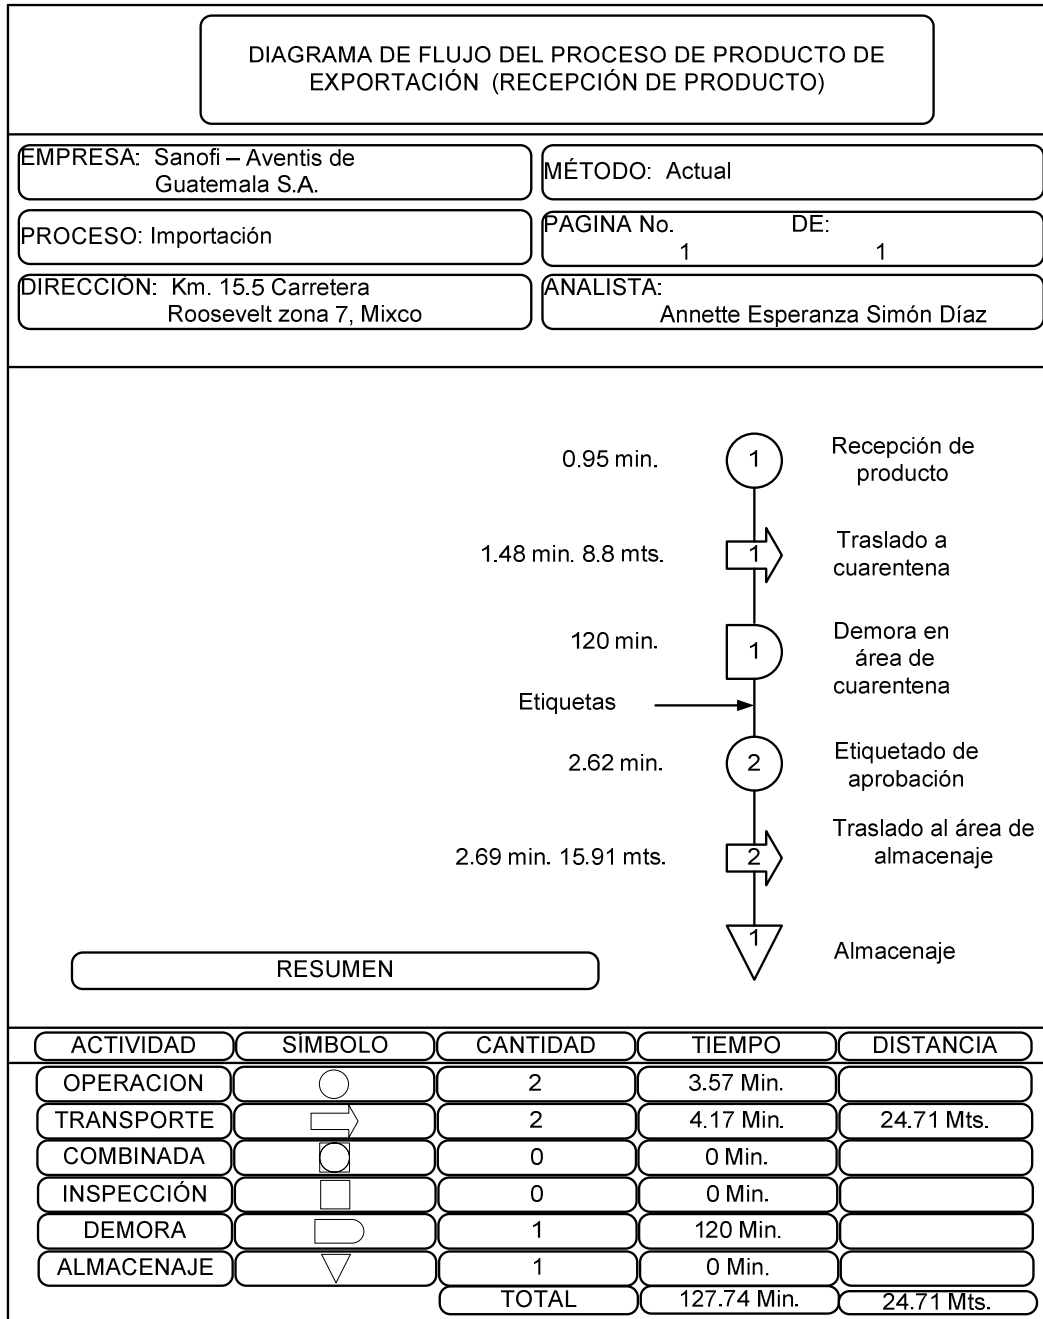 DIAGRAMA DE FLUJO DEL PROCESO DE PRODUCTO DE
EXPORTACIÓN (RECEPCIÓN DE PRODUCTO)
EMPRESA: Sanofi – Aventis de
Guatemala S.A.
MÉTODO: Actual
PROCESO: Importación
PAGINA No. DE:
1 1
DIRECCIÓN: Km. 15.5 Carretera
Roosevelt zona 7, Mixco
ANALISTA:
Annette Esperanza Simón Díaz
0.95 min. 1 Recepción de
producto
1.48 min. 8.8 mts. 1 Traslado a
cuarentena
120 min. 1 Demora en
área de
cuarentena
Etiquetas
2.62 min. 2 Etiquetado de
aprobación
2.69 min. 15.91 mts. 2 Traslado al área de
almacenaje
1 Almacenaje
RESUMEN
ACTIVIDAD SÍMBOLO CANTIDAD TIEMPO DISTANCIA
OPERACION 2 3.57 Min.
TRANSPORTE 2 4.17 Min. 24.71 Mts.
COMBINADA 0 0 Min.
INSPECCIÓN 0 0 Min.
DEMORA 1 120 Min.
ALMACENAJE 1 0 Min.
TOTAL 127.74 Min. 24.71 Mts.